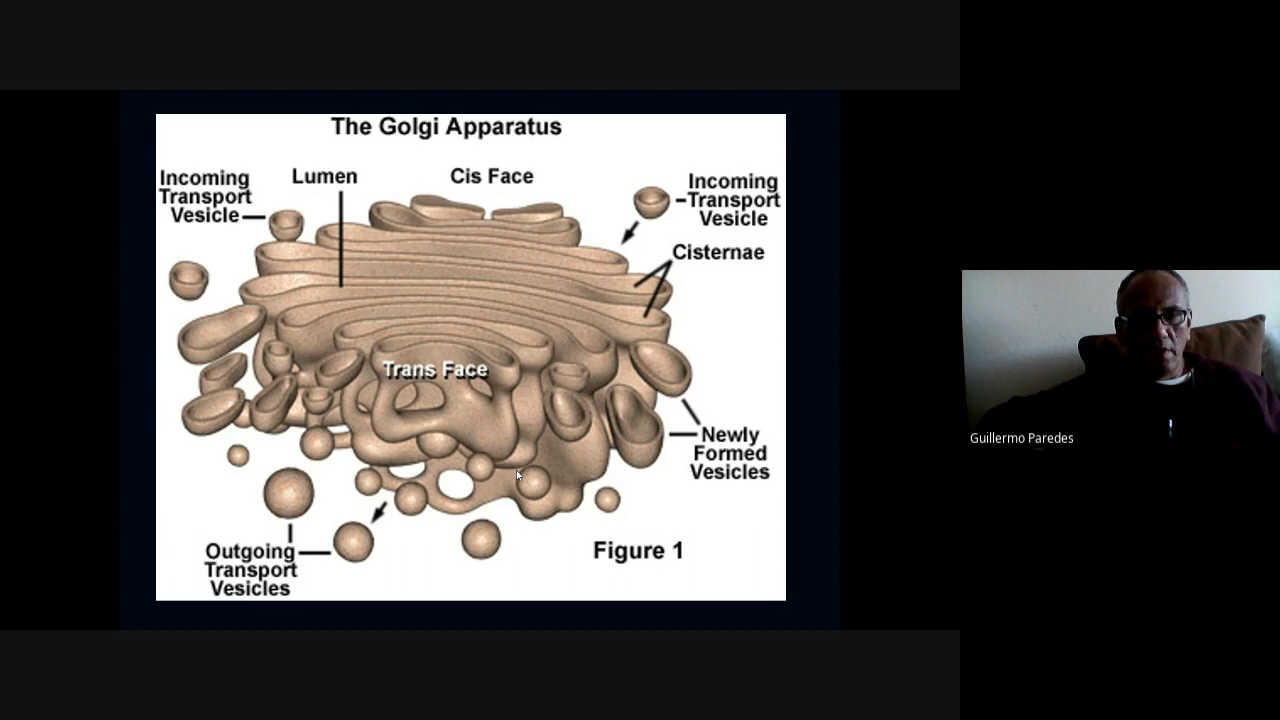 The Golgi Apparatus
Incoming
Transport
Vesicle
Lumen
Cis Face
Incoming
Transport
Vesicle
Cisternae
Trans Face
Newly
Formed
Vesicles
Outgoing
Transport
Vesicles
Figure 1
Guillermo Paredes